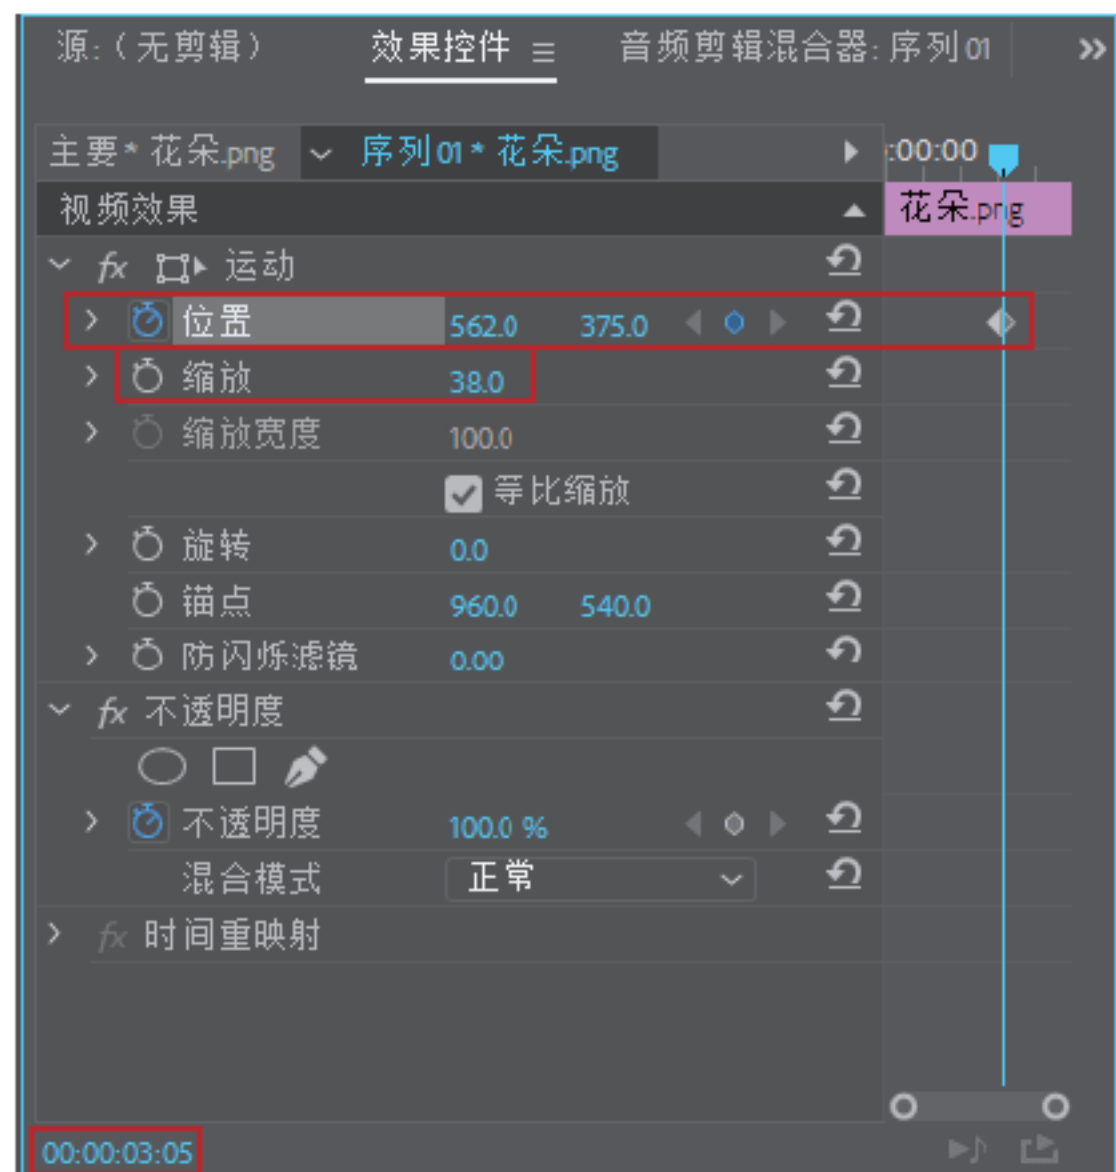 源:（无剪辑） 效果控件 ≡ 音频剪辑混合器: 序列 01 »
主要 * 花朵.png 序列 01 * 花朵.png :00:00
视频效果 花朵.png
fx 运动
位置 562.0 375.0
缩放 38.0
缩放宽度 100.0
等比缩放
旋转 0.0
锚点 960.0 540.0
防闪烁滤镜 0.00
fx 不透明度
不透明度 100.0 %
混合模式 正常
fx 时间重映射
00:00:03:05